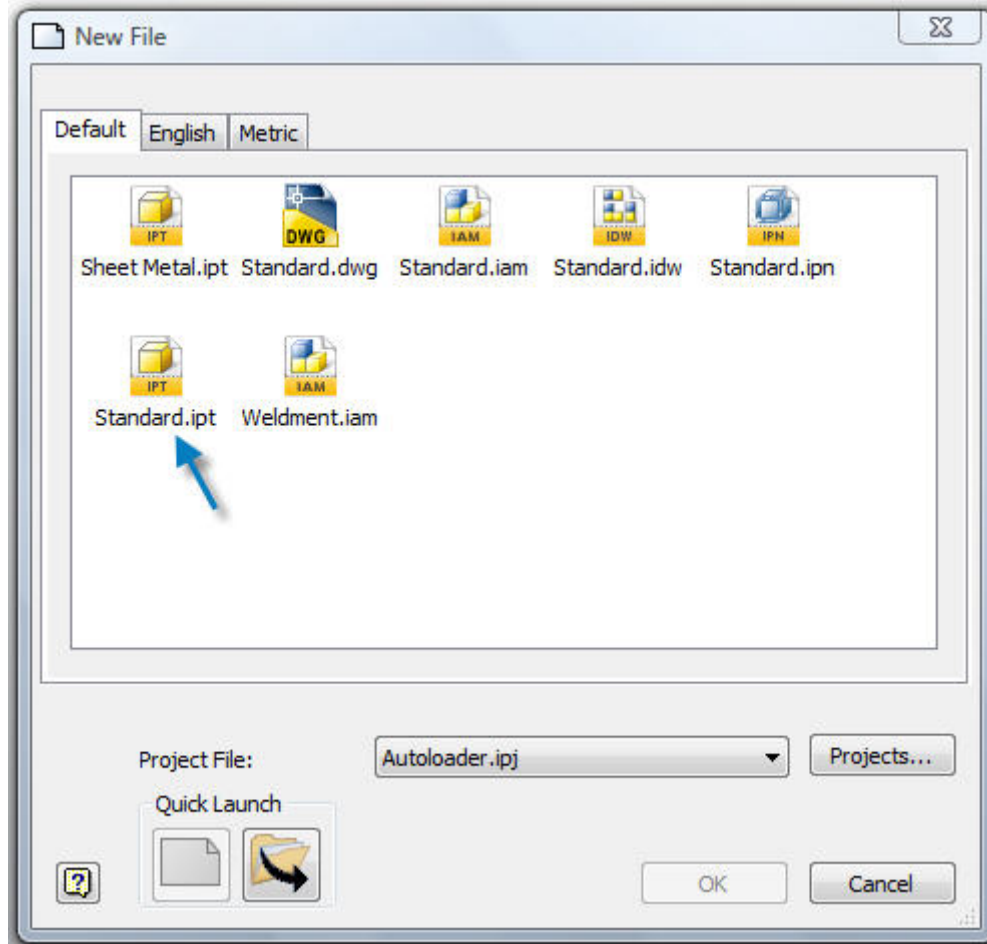 New File
Default English Metric
IPT DWG IAM IDW IPN
Sheet Metal.ipt Standard.dwg Standard.iam Standard.idw Standard.ipn
IPT IAM
Standard.ipt Weldment.iam
Project File: Autoloader.ipj Projects...
Quick Launch
? OK Cancel